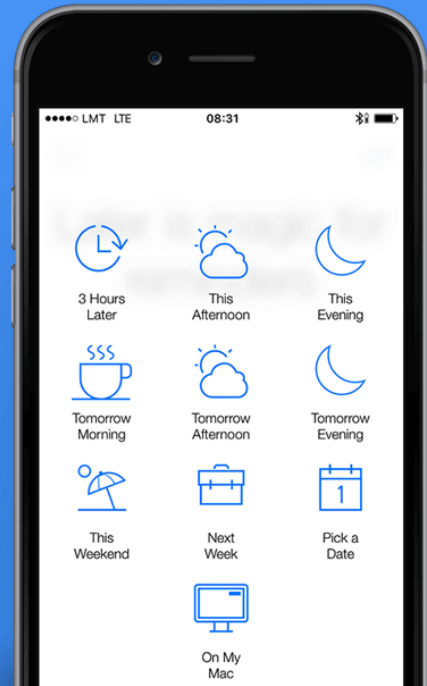 LMT LTE 08:31
3 Hours
Later
This
Afternoon
This
Evening
Tomorrow
Morning
Tomorrow
Afternoon
Tomorrow
Evening
This
Weekend
Next
Week
1
Pick a
Date
On My
Mac